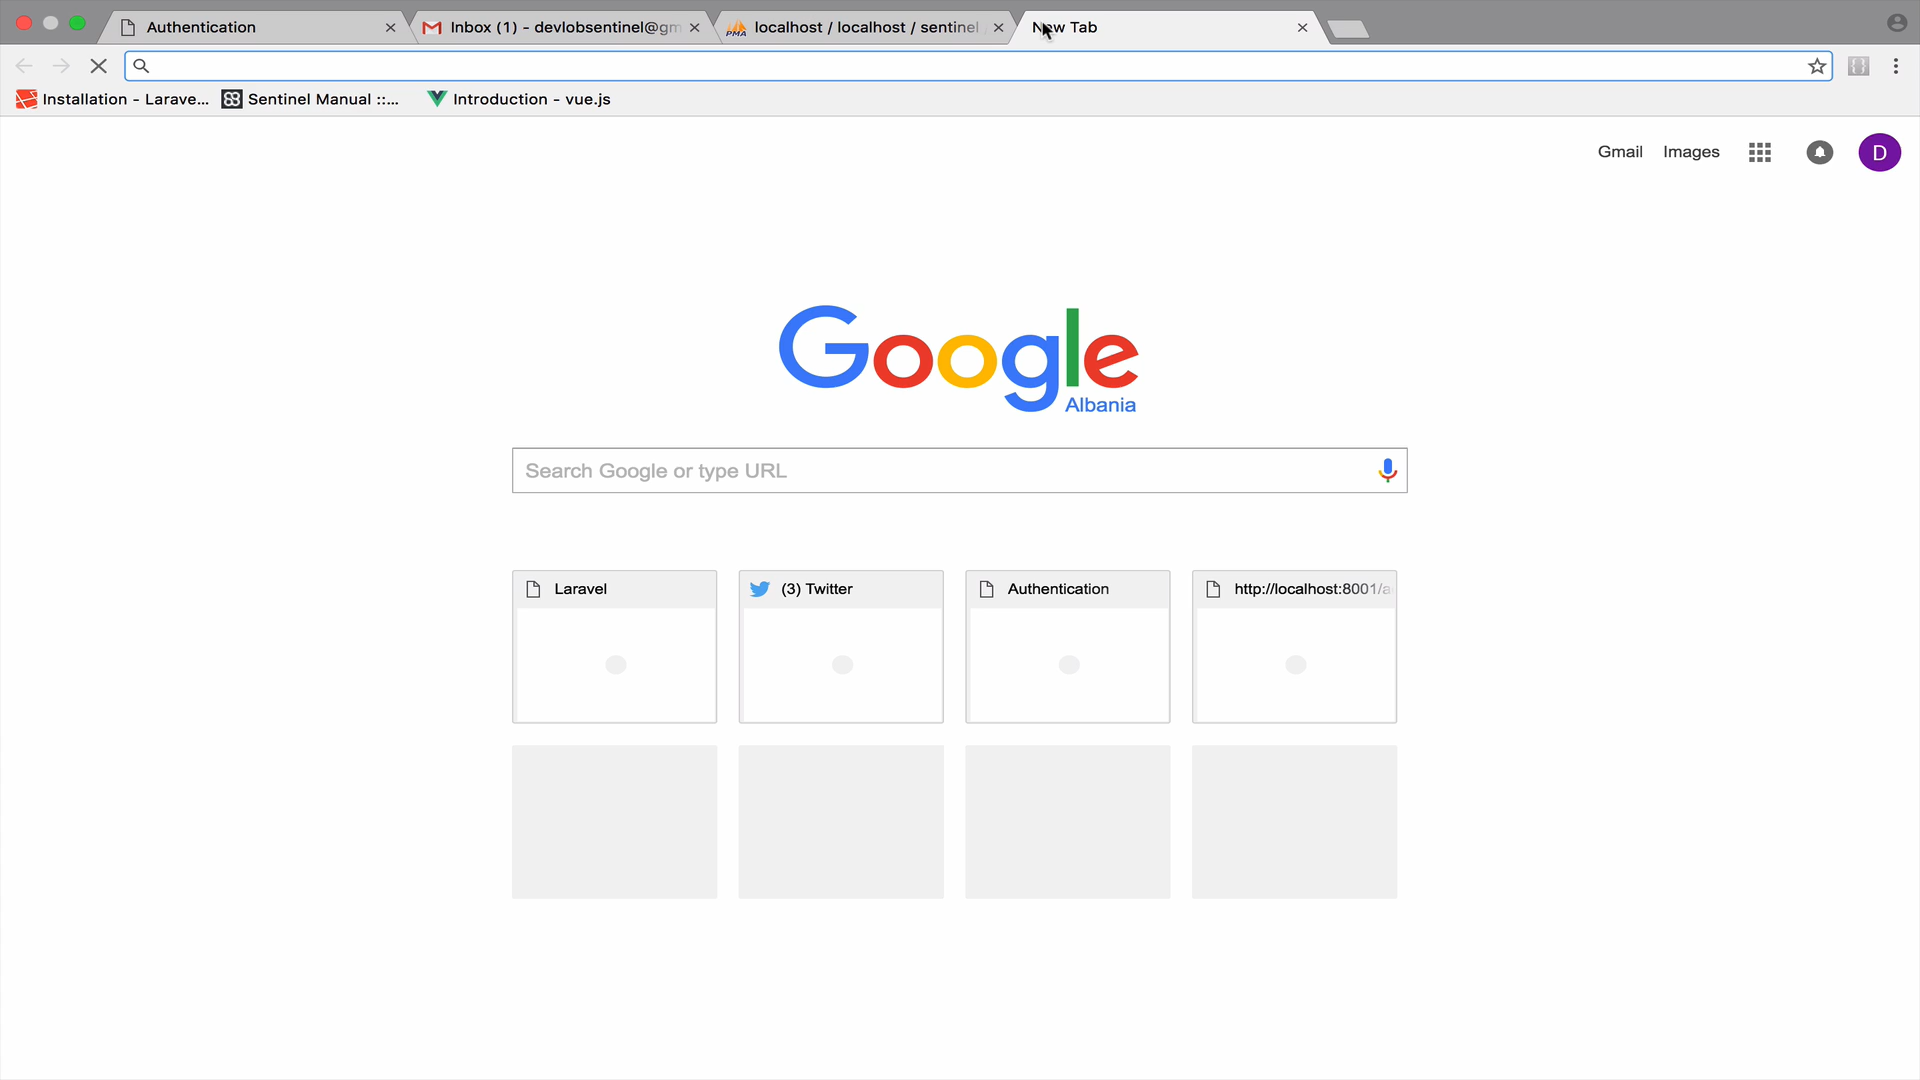 Authentication
Inbox (1) - devlobsentinel@gm
localhost / localhost / sentinel /
New Tab
Installation - Larave...
Sentinel Manual ::...
Introduction - vue.js
Gmail
Images
D
Google
Albania
Search Google or type URL
Laravel
(3) Twitter
Authentication
http://localhost:8001/a